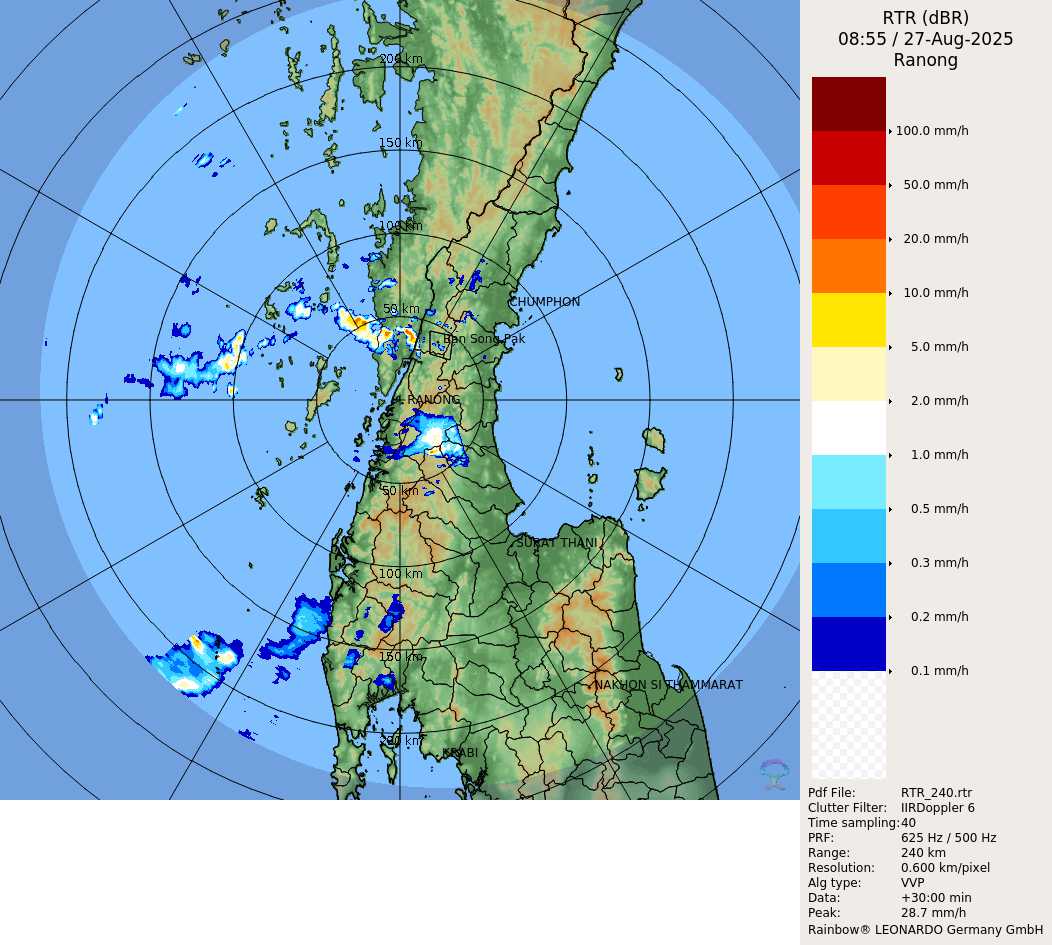 RTR (dBR)
08:55 / 27-Aug-2025
Ranong
100.0 mm/h
50.0 mm/h
20.0 mm/h
10.0 mm/h
5.0 mm/h
2.0 mm/h
1.0 mm/h
0.5 mm/h
0.3 mm/h
0.2 mm/h
0.1 mm/h
Pdf File: RTR_240.rtr
Clutter Filter: IIRDoppler 6
Time sampling: 40
PRF: 625 Hz / 500 Hz
Range: 240 km
Resolution: 0.600 km/pixel
Alg type: VVP
Data: +30:00 min
Peak: 28.7 mm/h
Rainbow® LEONARDO Germany GmbH
200 km
150 km
100 km
CHUMPHON
50 km
Ban Song Pak
RANONG
50 km
SURAT THANI
100 km
150 km
NAKHON SI THAMMARAT
200 km
KRABI